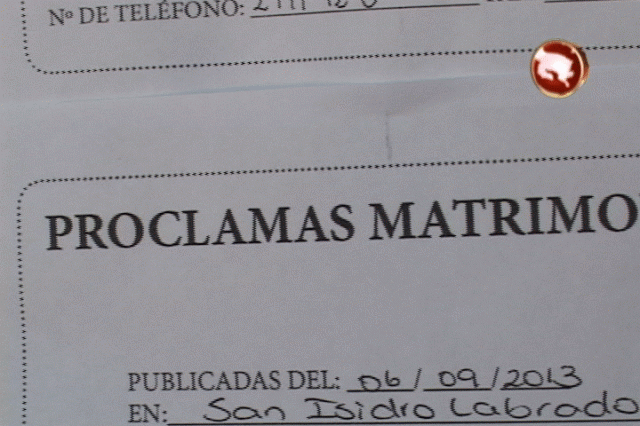 Nº DE TELÉFONO:
PROCLAMAS MATRIMO
PUBLICADAS DEL: 06/09/2013
EN: San Isidro Labrado